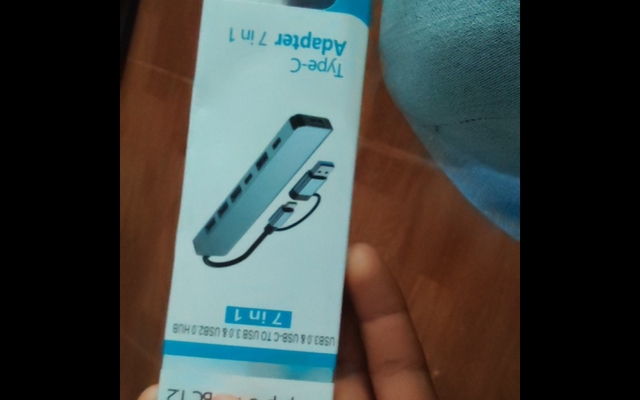 Type-C
Adapter 7 in 1
7 in 1
USB3.0 & USB-C TO USB 3.0 & USB2.0 HUB